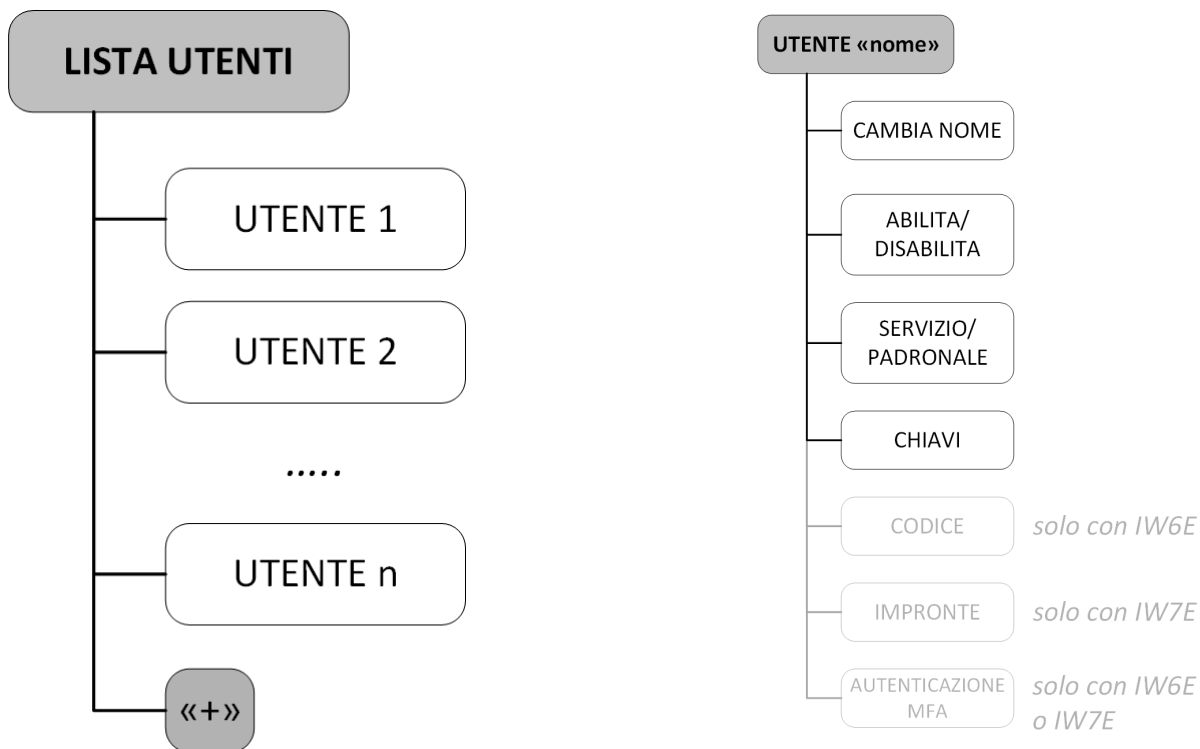 LISTA UTENTI
UTENTE 1
UTENTE 2
.....
UTENTE n
«+»
UTENTE «nome»
CAMBIA NOME
ABILITA/
DISABILITA
SERVIZIO/
PADRONALE
CHIAVI
CODICE
solo con IW6E
IMPRONTE
solo con IW7E
AUTENTICAZIONE
MFA
solo con IW6E
o IW7E